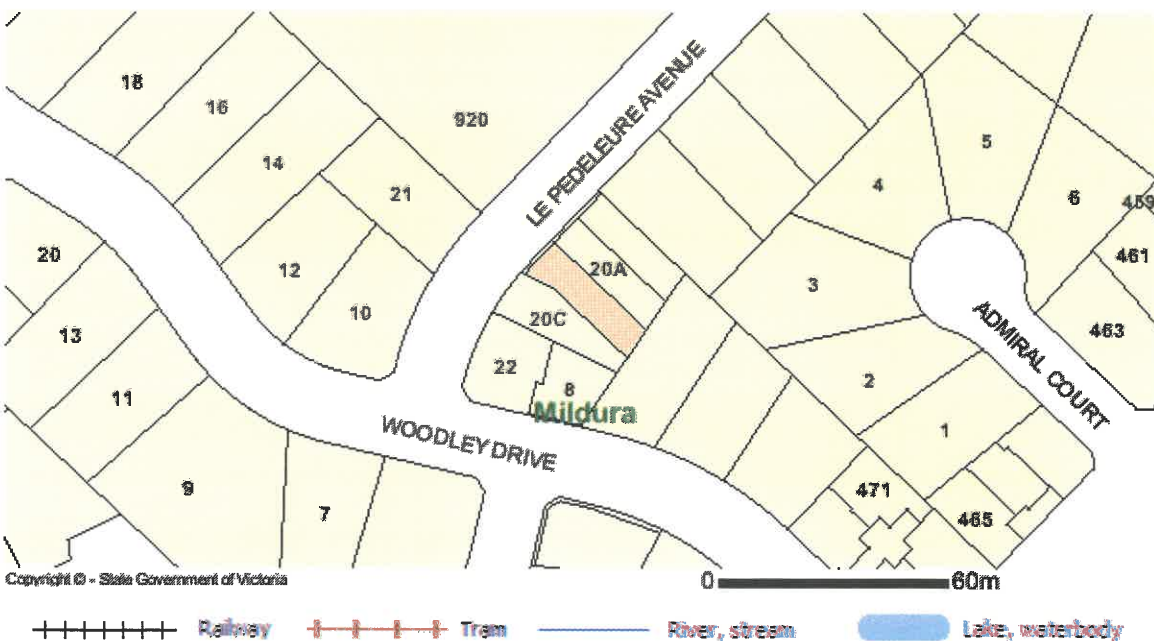 18
16
920
LE PEDELEURE AVENUE
5
14
4
21
6
459
20
461
12
20A
3
10
20C
ADMIRAL COURT
463
13
22
2
8
11
Mildura
1
WOODLEY DRIVE
9
471
7
465
Copyright © - State Government of Victoria
0 60m
Railway Tram River, stream Lake, waterbody